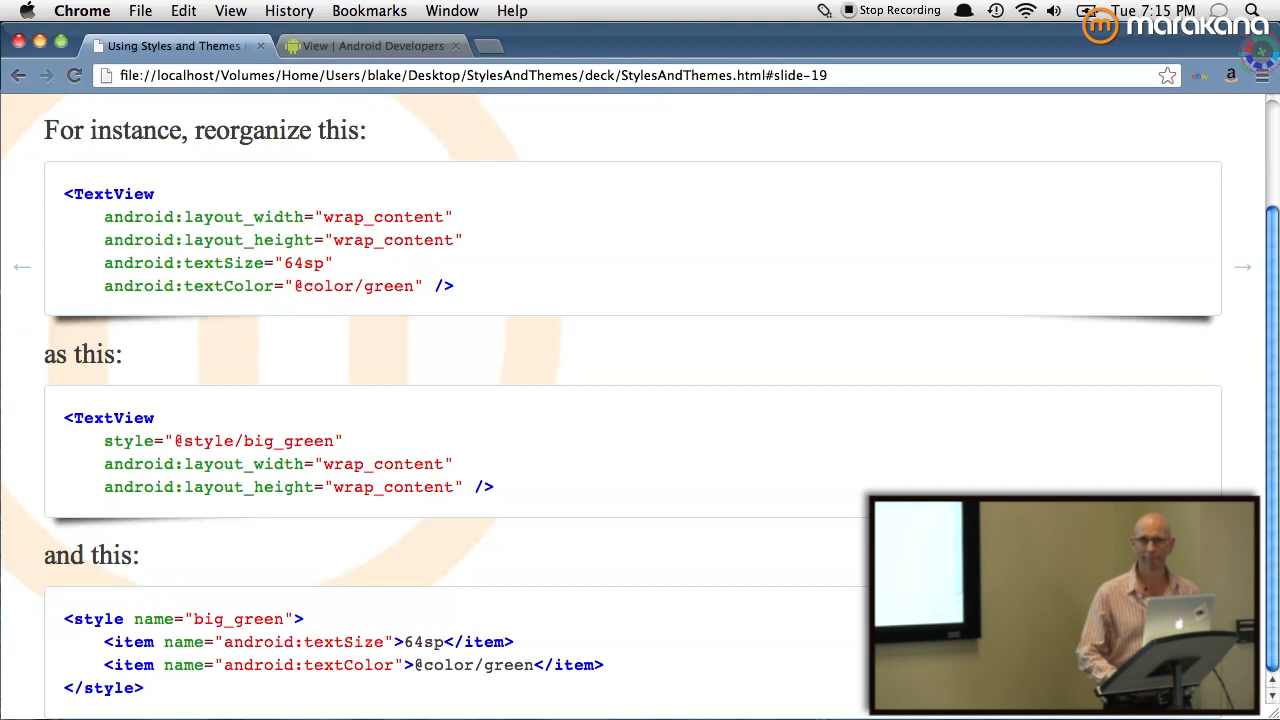 Chrome File Edit View History Bookmarks Window Help Stop Recording Tue 7:15 PM
marakana
Using Styles and Themes
View | Android Developers
file://localhost/Volumes/Home/Users/blake/Desktop/StylesAndThemes/deck/StylesAndThemes.html#slide-19
For instance, reorganize this:
<TextView
android:layout_width="wrap_content"
android:layout_height="wrap_content"
android:textSize="64sp"
android:textColor="@color/green" />
as this:
<TextView
style="@style/big_green"
android:layout_width="wrap_content"
android:layout_height="wrap_content" />
and this:
<style name="big_green">
<item name="android:textSize">64sp</item>
<item name="android:textColor">@color/green</item>
</style>